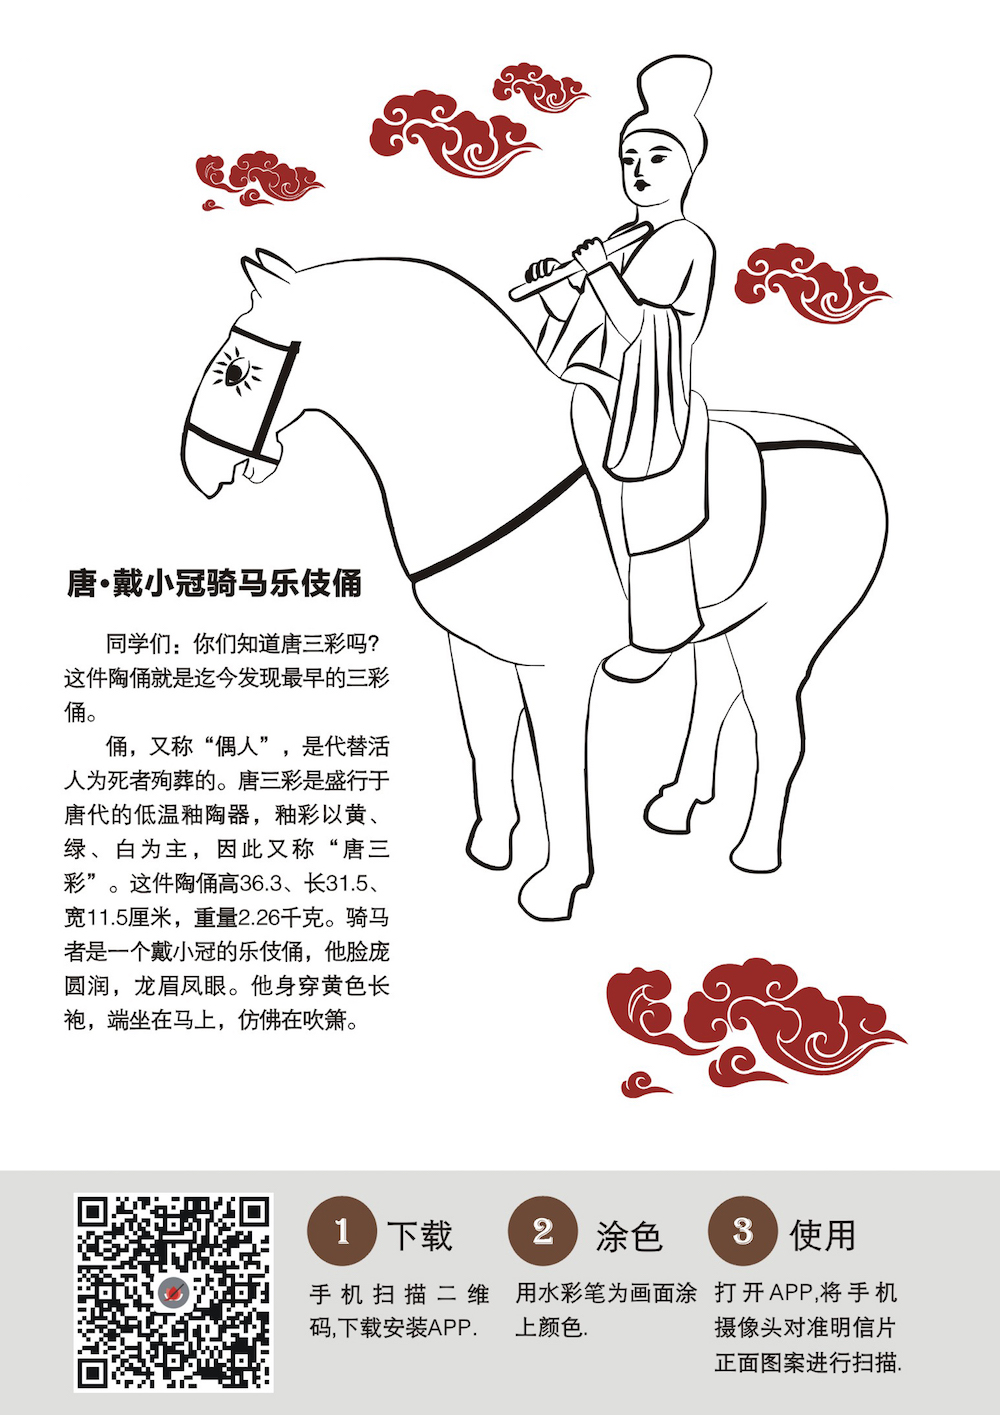 唐·戴小冠骑马乐伎俑
同学们：你们知道唐三彩吗？
这件陶俑就是迄今发现最早的三彩
俑。
俑，又称“偶人”，是代替活
人为死者殉葬的。唐三彩是盛行于
唐代的低温釉陶器，釉彩以黄、
绿、白为主，因此又称“唐三
彩”。这件陶俑高36.3、长31.5、
宽11.5厘米，重量2.26千克。骑马
者是一个戴小冠的乐伎俑，他脸庞
圆润，龙眉凤眼。他身穿黄色长
袍，端坐在马上，仿佛在吹箫。
1 下载
手机扫描二维
码,下载安装APP.
2 涂色
用水彩笔为画面涂
上颜色.
3 使用
打开APP,将手机
摄像头对准明信片
正面图案进行扫描.